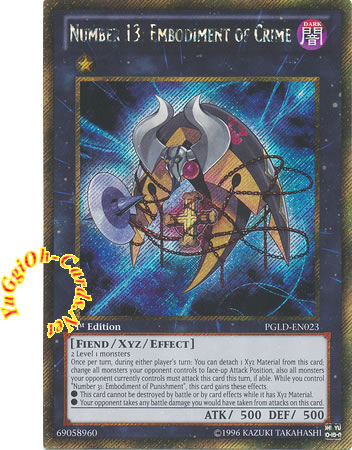 NUMBER 13: EMBODIMENT OF CRIME
DARK
闇
YuGgiOh-Cards.Net
1st Edition
PGLD-EN023
[FIEND/XYZ/EFFECT]
2 Level 1 monsters
Once per turn, during either player's turn: You can detach 1 Xyz Material from this card;
change all monsters your opponent controls to face-up Attack Position, also all monsters
your opponent currently controls must attack this card this turn, if able. While you control
"Number 31: Embodiment of Punishment", this card gains these effects.
● This card cannot be destroyed by battle or by card effects while it has Xyz Material.
● Your opponent takes any battle damage you would have taken from attacks on this card.
ATK/ 500 DEF/ 500
69058960
©1996 KAZUKI TAKAHASHI